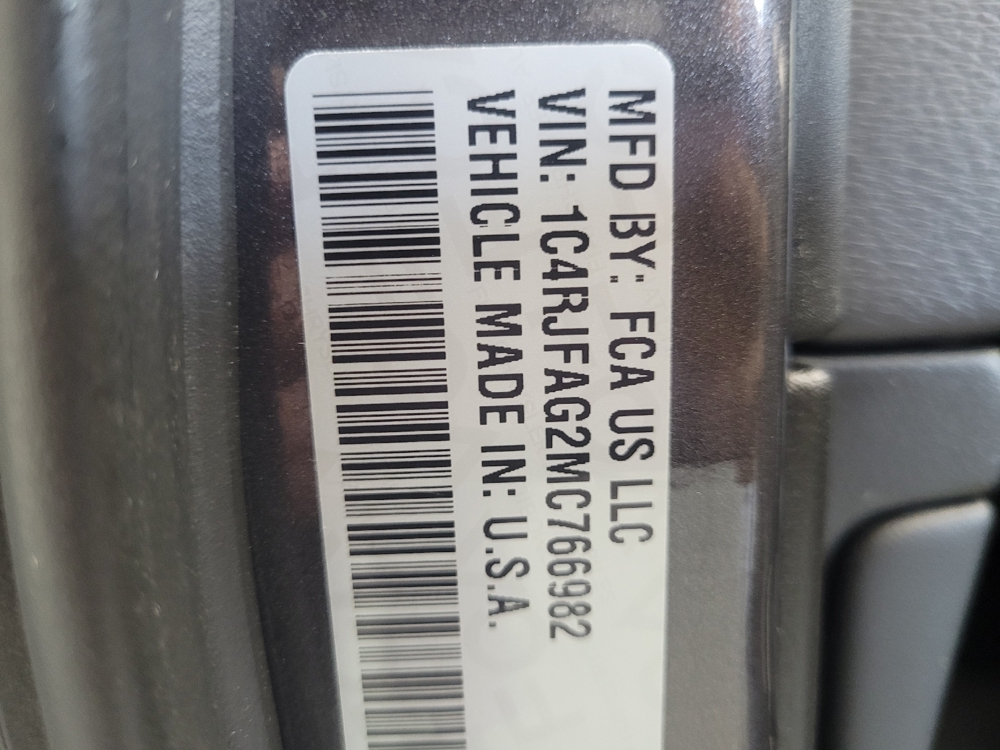 MFD BY: FCA US LLC
VIN: 1C4RJFAG2MC766982
VEHICLE MADE IN: U.S.A.